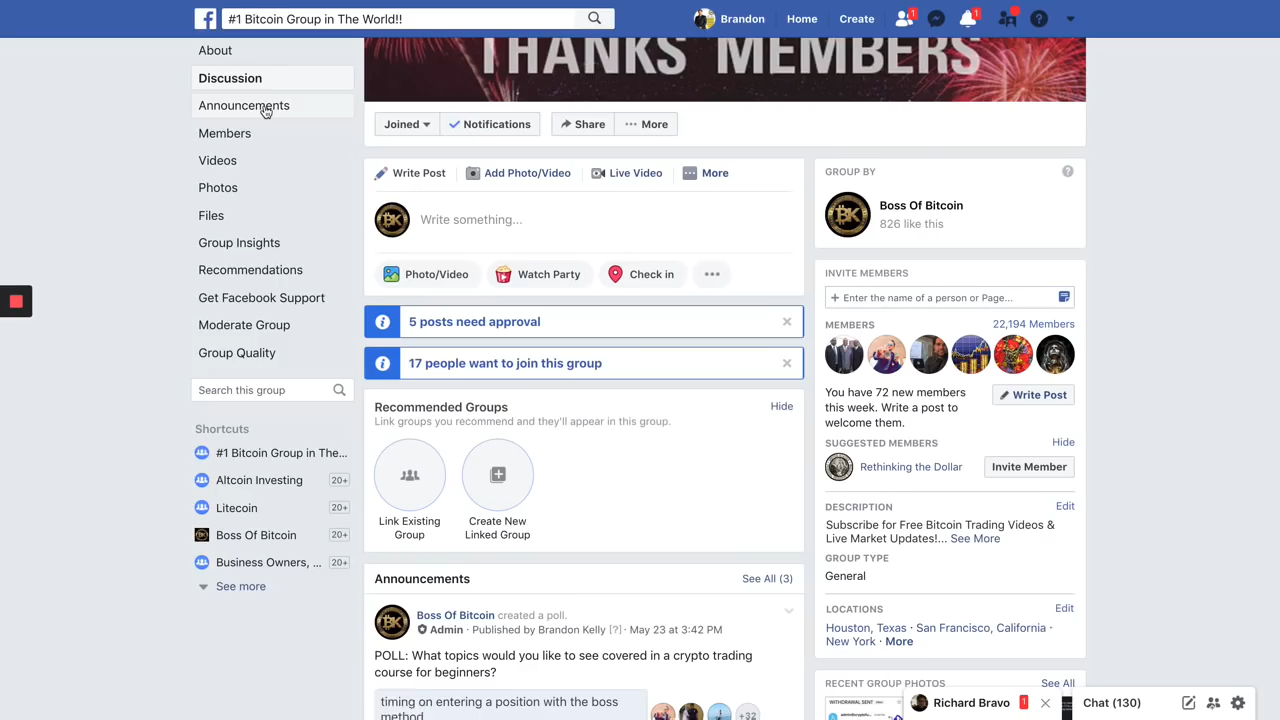 #1 Bitcoin Group in The World!!
Brandon
Home
Create
1
1
About
Discussion
Announcements
Members
Videos
Photos
Files
Group Insights
Recommendations
Get Facebook Support
Moderate Group
Group Quality
Search this group
Shortcuts
#1 Bitcoin Group in The...
Altcoin Investing 20+
Litecoin 20+
Boss Of Bitcoin 20+
Business Owners, ... 20+
See more
THANKS MEMBERS
Joined
Notifications
Share
More
Write Post
Add Photo/Video
Live Video
More
BK
Write something...
Photo/Video
Watch Party
Check in
5 posts need approval
17 people want to join this group
Recommended Groups Hide
Link groups you recommend and they'll appear in this group.
Link Existing
Group
Create New
Linked Group
Announcements See All (3)
Boss Of Bitcoin created a poll.
Admin · Published by Brandon Kelly [?] · May 23 at 3:42 PM
POLL: What topics would you like to see covered in a crypto trading
course for beginners?
timing on entering a position with the boss
method
+32
GROUP BY
BK
Boss Of Bitcoin
826 like this
INVITE MEMBERS
+ Enter the name of a person or Page...
MEMBERS 22,194 Members
You have 72 new members
this week. Write a post to
welcome them.
Write Post
SUGGESTED MEMBERS Hide
Rethinking the Dollar
Invite Member
DESCRIPTION Edit
Subscribe for Free Bitcoin Trading Videos &
Live Market Updates!... See More
GROUP TYPE
General
LOCATIONS Edit
Houston, Texas · San Francisco, California ·
New York · More
RECENT GROUP PHOTOS See All
WITHDRAWAL SENT
Richard Bravo 1
Chat (130)